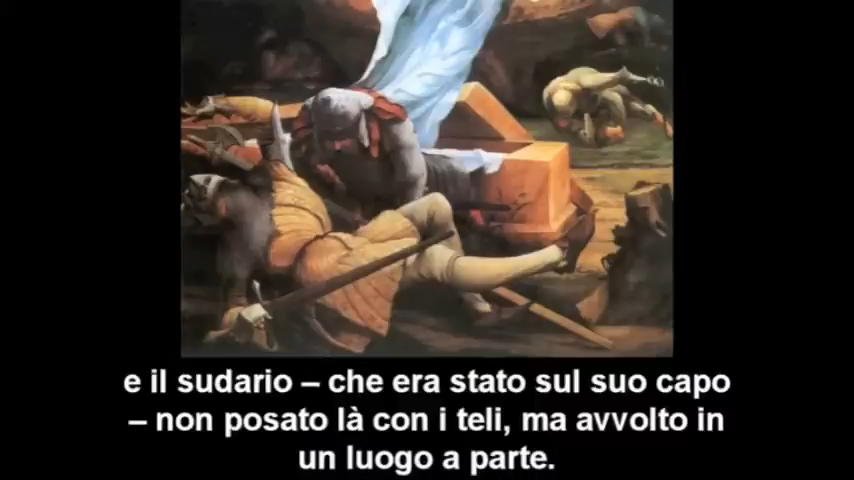 e il sudario – che era stato sul suo capo
– non posato là con i teli, ma avvolto in
un luogo a parte.